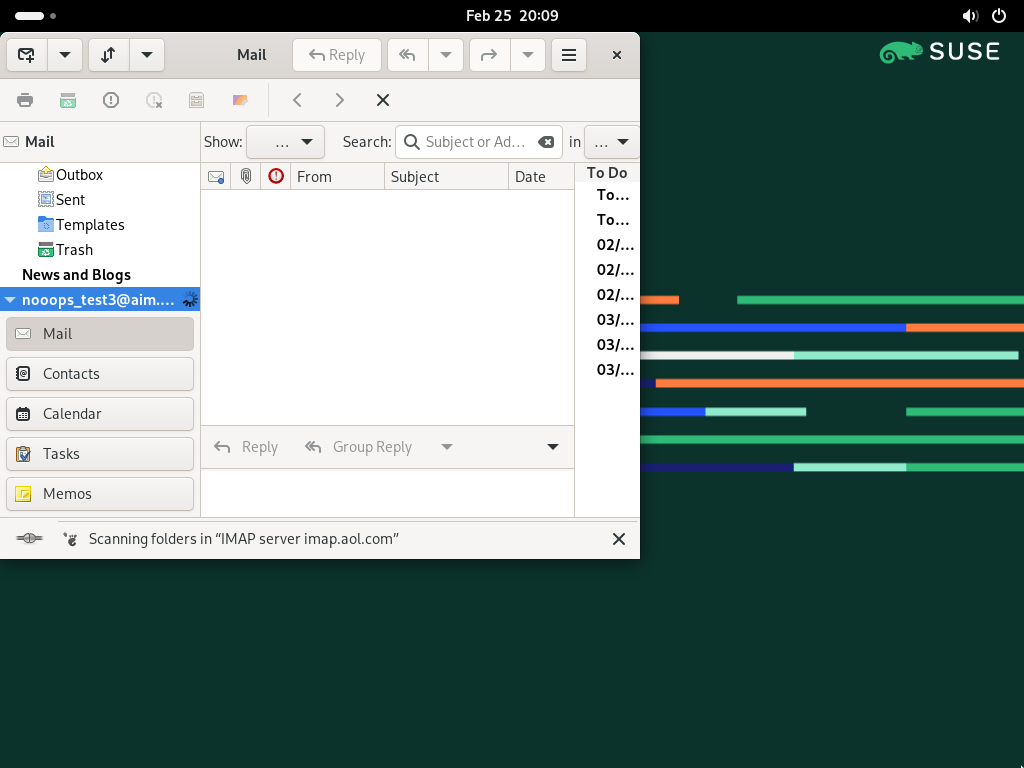 Feb 25 20:09
SUSE
Mail
Reply
Mail
Show: ...
Search: Subject or Ad... in ...
From Subject Date
To Do
Outbox
Sent
Templates
Trash
News and Blogs
nooops_test3@aim....
To...
To...
02/...
02/...
02/...
03/...
03/...
03/...
Mail
Contacts
Calendar
Tasks
Memos
Reply Group Reply
Scanning folders in “IMAP server imap.aol.com”